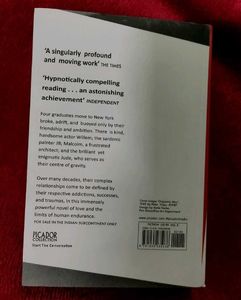 'A singularly profound
and moving work' THE TIMES
'Hypnotically compelling
reading . . . an astonishing
achievement' INDEPENDENT
Four graduates move to New York
broke, adrift, and buoyed only by their
friendship and ambition. There is kind,
handsome actor Willem, the sardonic
painter JB, Malcolm, a frustrated
architect, and the brilliant yet
enigmatic Jude, who serves as
their centre of gravity.
Over many decades, their complex
relationships come to be defined by
their respective addictions, successes,
and traumas, in this immensely
powerful novel of love and the
limits of human endurance.
FOR SALE IN THE INDIAN SUBCONTINENT ONLY
PICADOR
COLLECTION
Start The Conversation